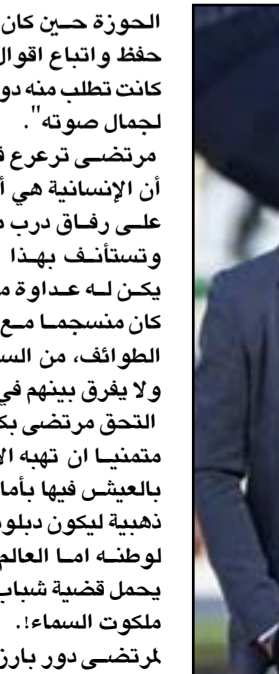 الحوزة حين كان
حفظ واتباع اقوال
كانت تطلب منه دو
لجمال صوته".
مرتضى ترعرع ف
أن الإنسانية هي أ
على رفاق درب م
وتستأنف بهذا
يكن له عداوة م
كان منسجما مع
الطوائف، من الس
ولا يفرق بينهم في
التحق مرتضى بك
متمنيا ان تهبه الا
بالعيش فيها بأما
ذهبية ليكون دبلو
لوطنه اما العالم
يحمل قضية شباب
ملكوت السماء!.
لمرتضى دور بارز